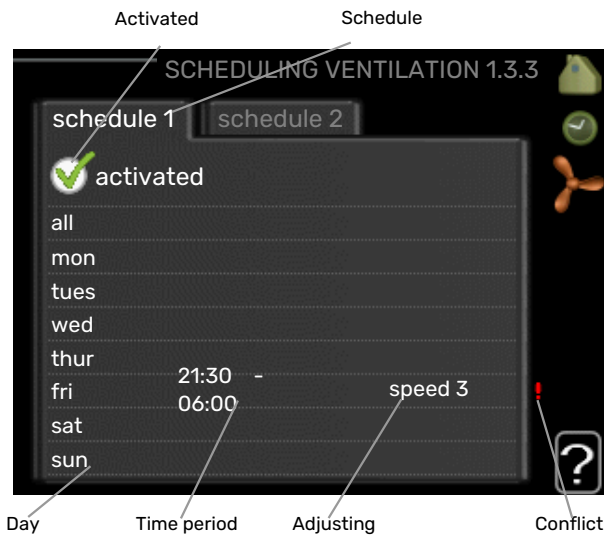 Activated Schedule
SCHEDULING VENTILATION 1.3.3
schedule 1 schedule 2
activated
all
mon
tues
wed
thur
fri 21:30 - speed 3 !
06:00
sat
sun
?
Day Time period Adjusting Conflict